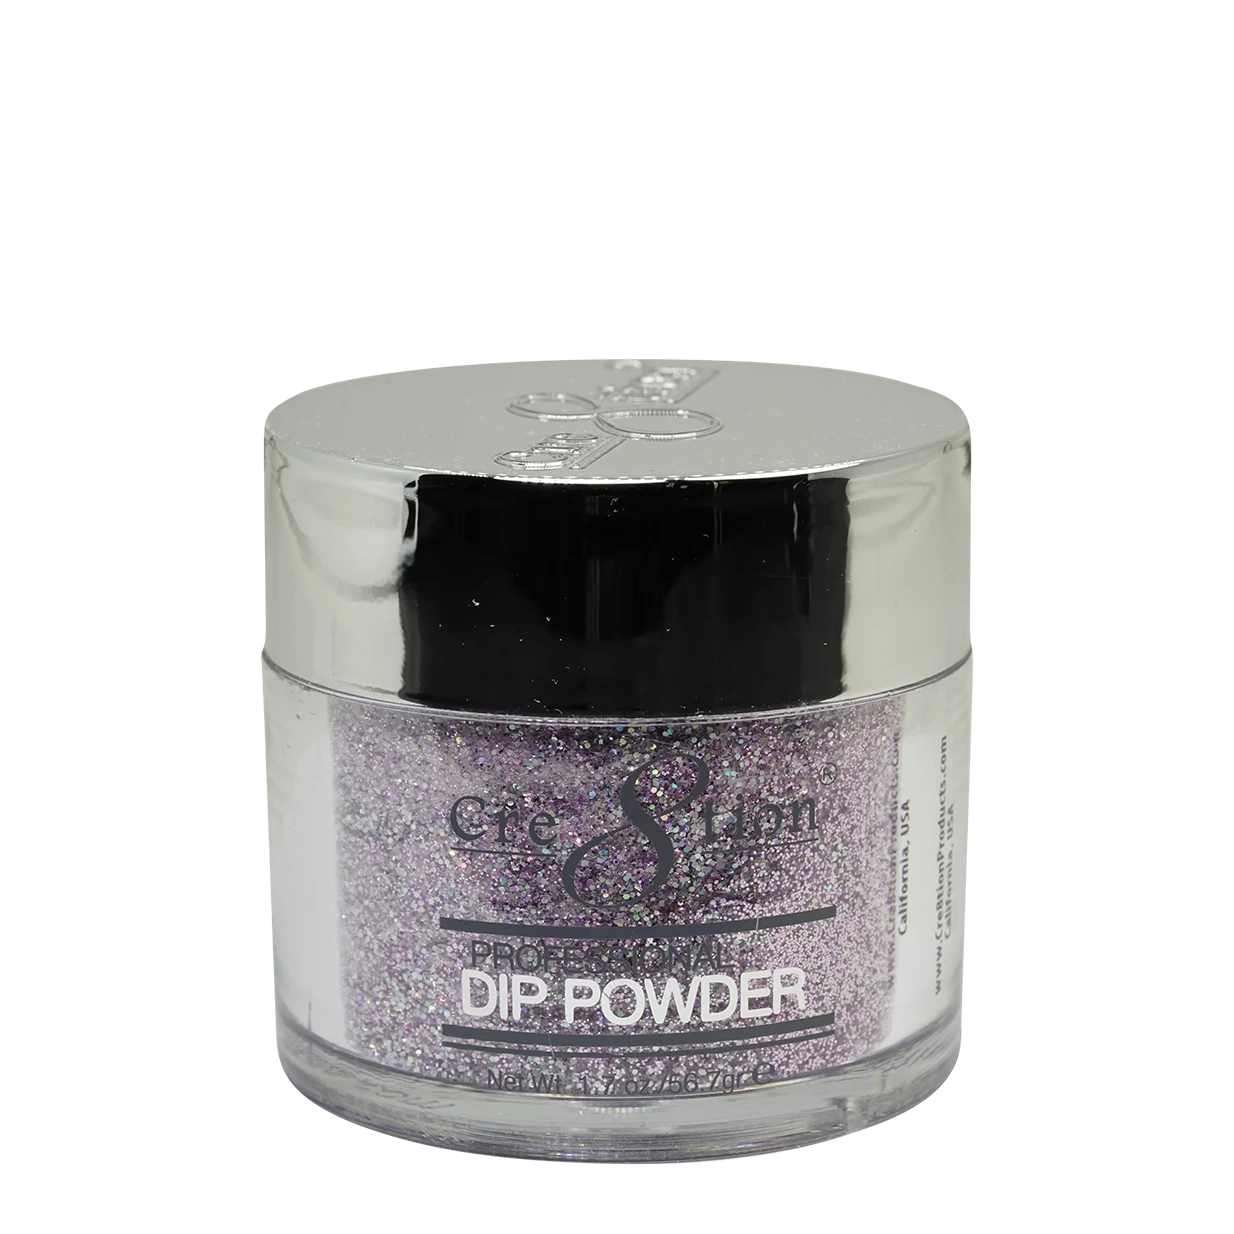 Cre8tion®
PROFESSIONAL
DIP POWDER
Net Wt. 1.7 oz./56.7gr e
California, USA
www.Cre8tionProducts.com
California, USA